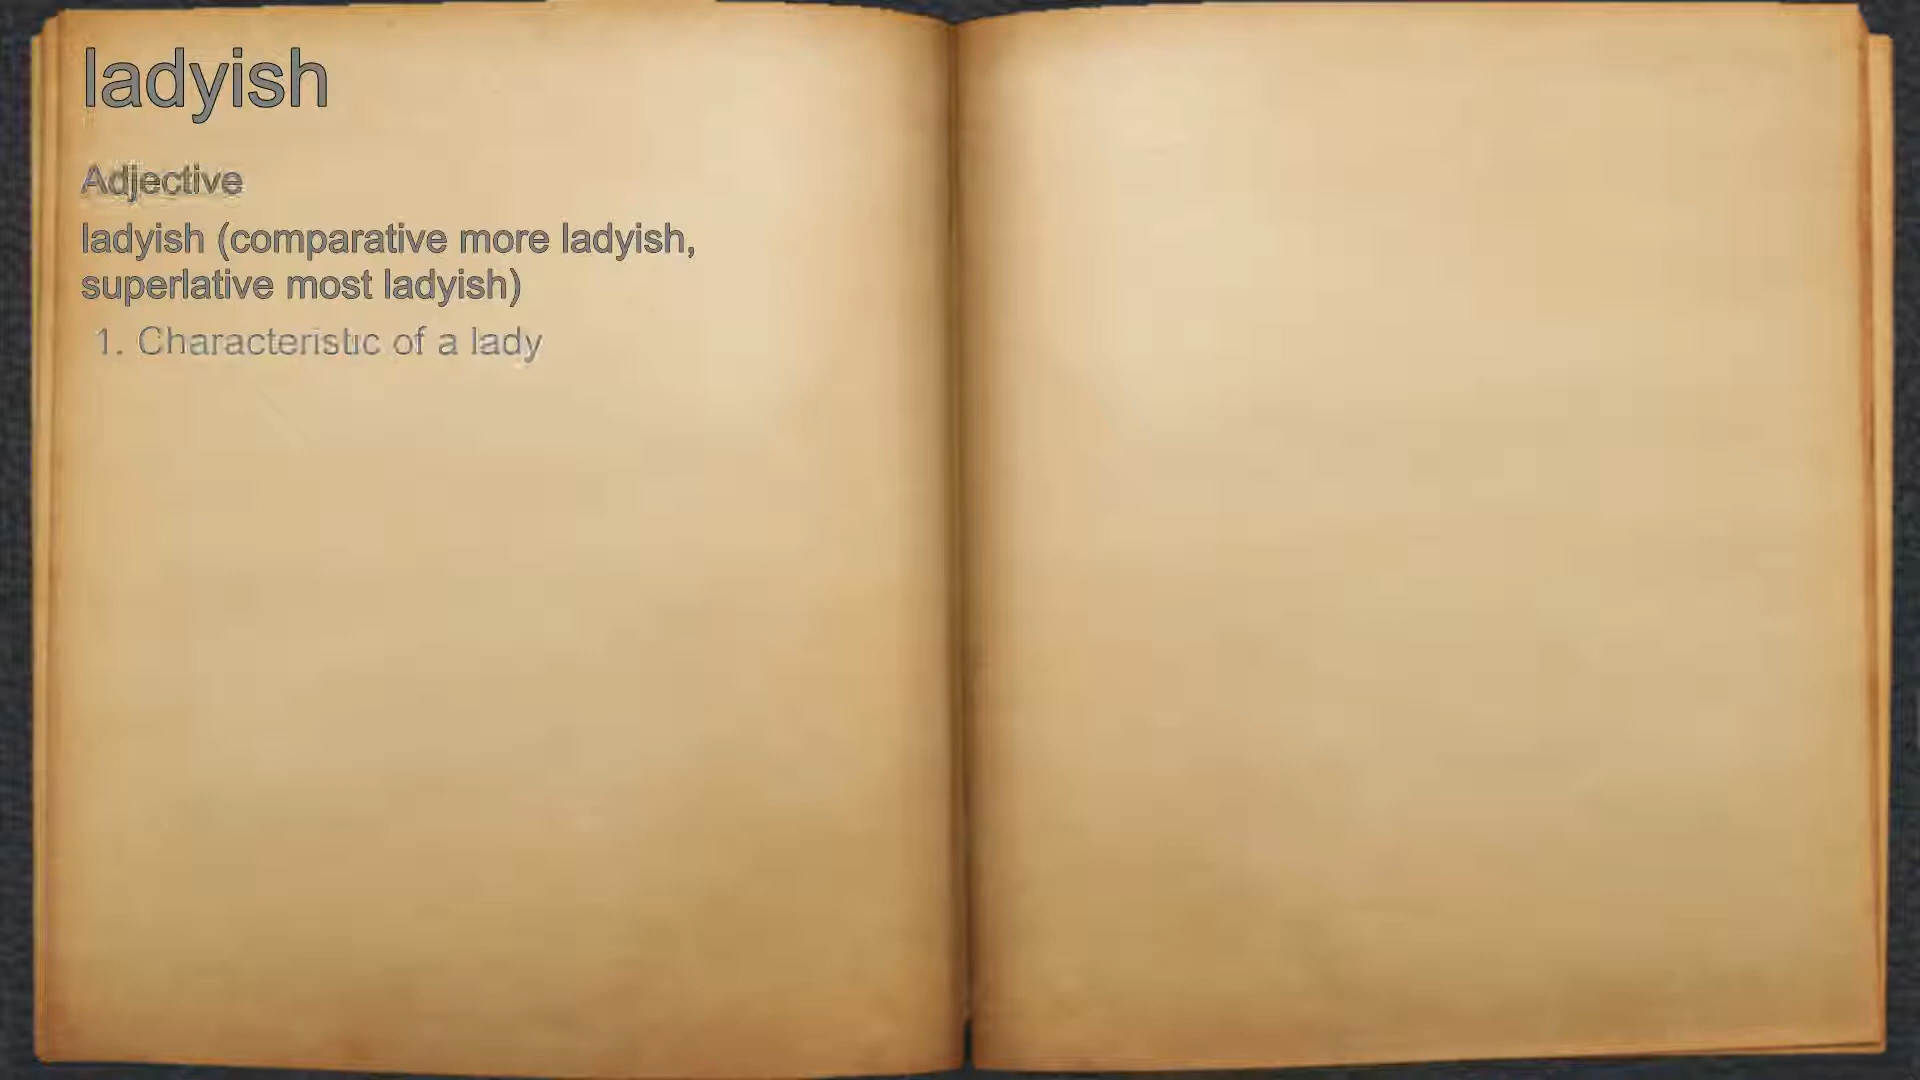 ladyish
Adjective
ladyish (comparative more ladyish,
superlative most ladyish)
1. Characteristic of a lady